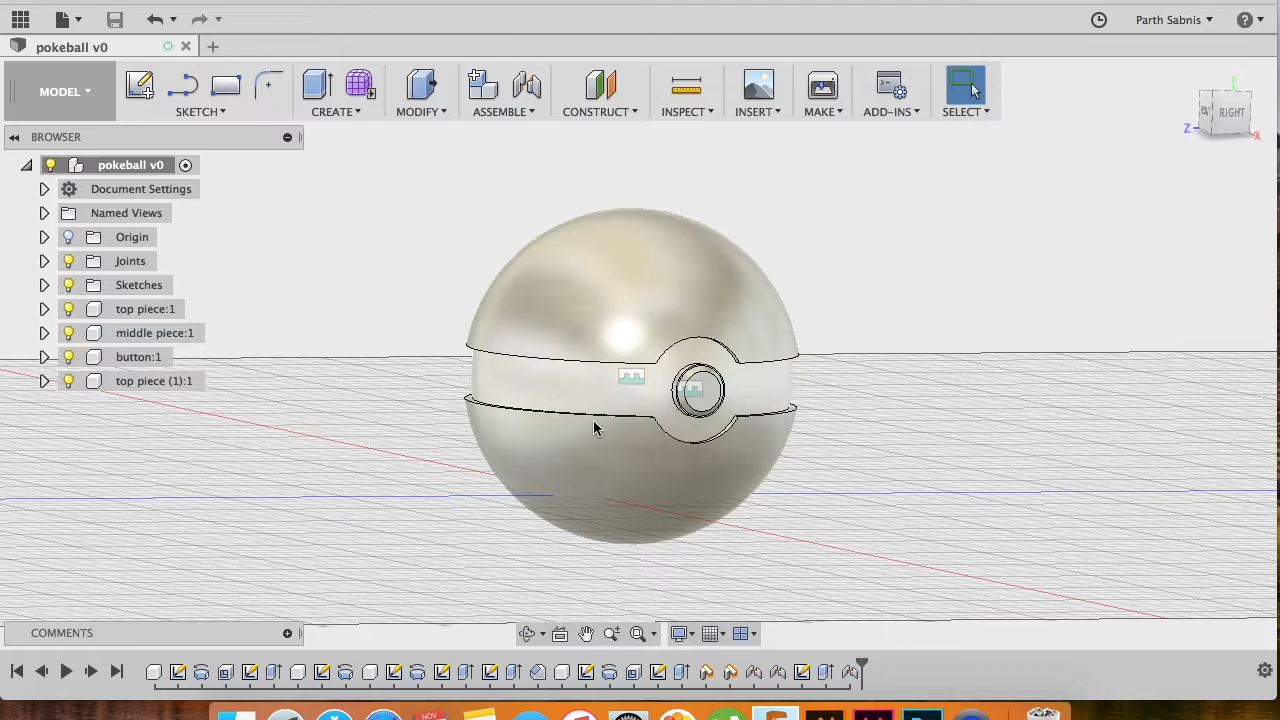 Parth Sabnis
pokeball v0
MODEL
SKETCH
CREATE
MODIFY
ASSEMBLE
CONSTRUCT
INSPECT
INSERT
MAKE
ADD-INS
SELECT
RIGHT
Z
X
BROWSER
pokeball v0
Document Settings
Named Views
Origin
Joints
Sketches
top piece:1
middle piece:1
button:1
top piece (1):1
COMMENTS
NOV